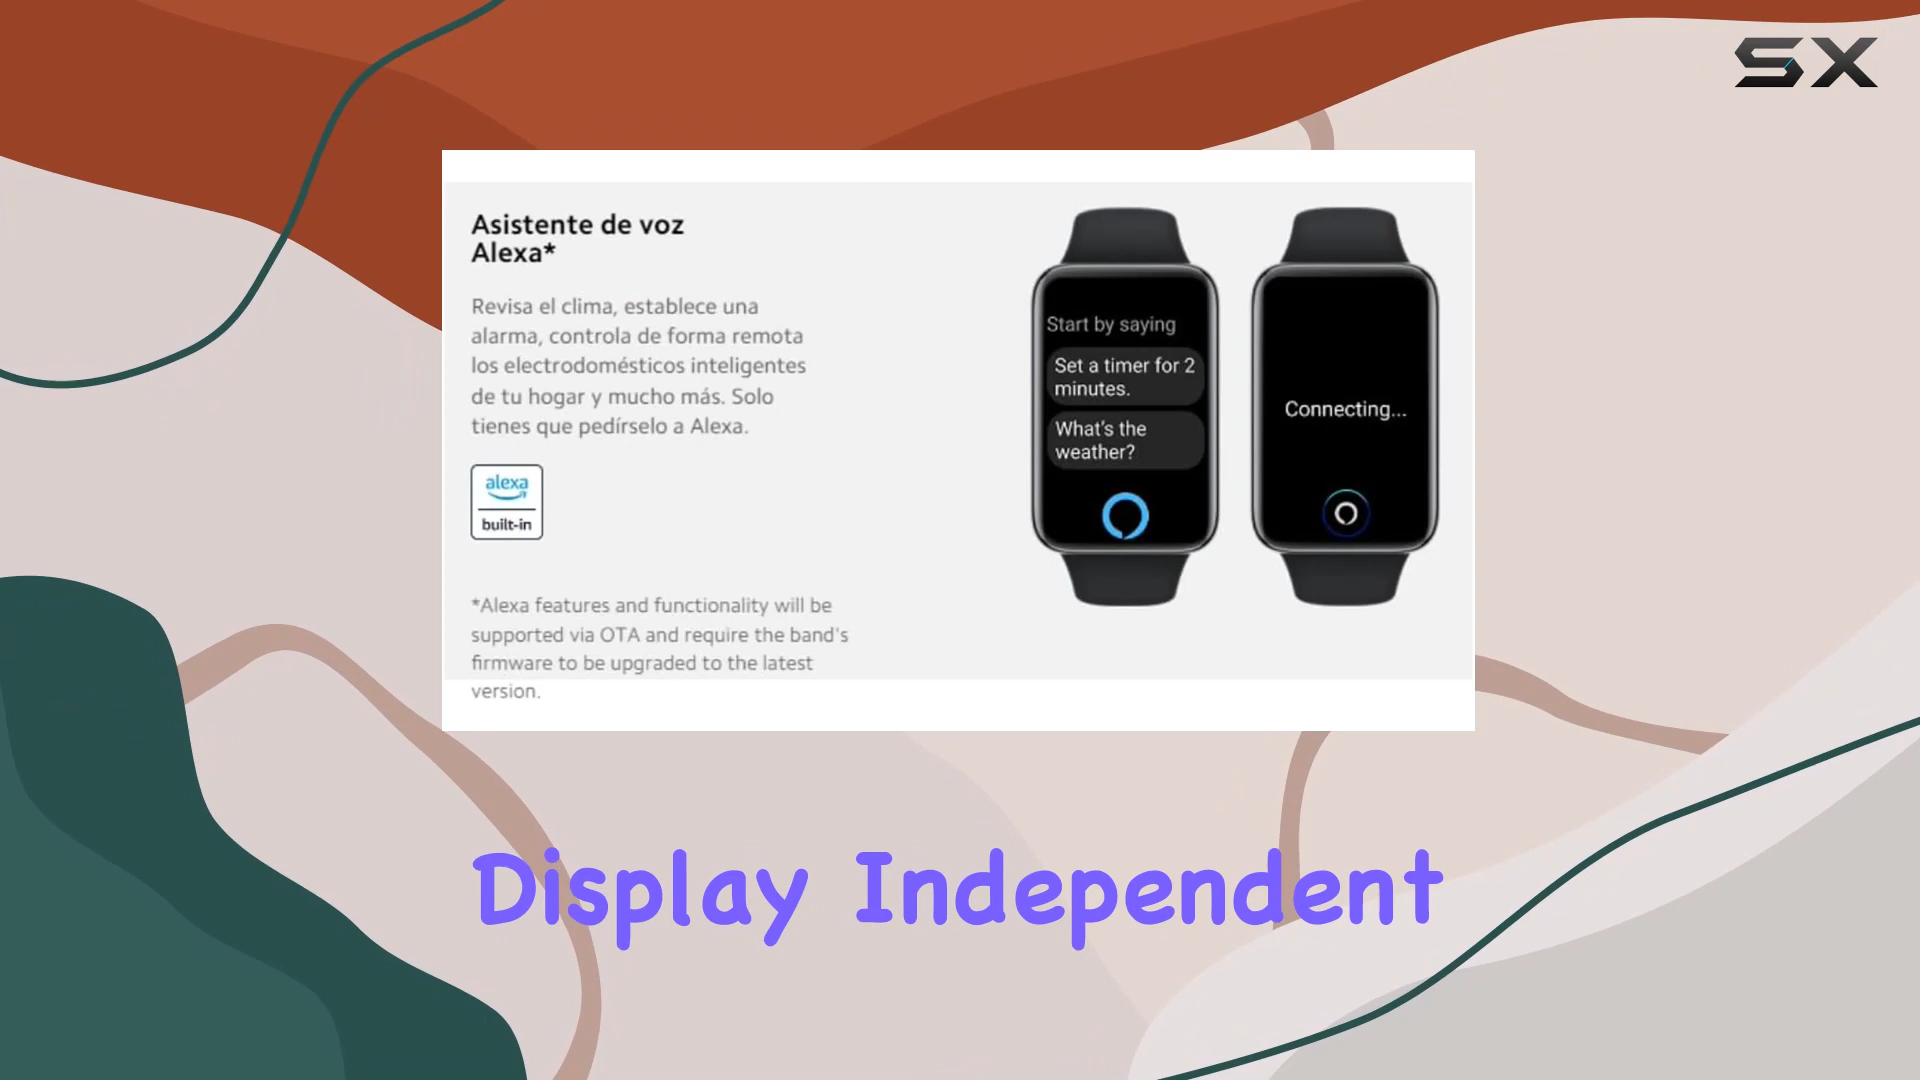 SX
Asistente de voz
Alexa*
Revisa el clima, establece una
alarma, controla de forma remota
los electrodomésticos inteligentes
de tu hogar y mucho más. Solo
tienes que pedírselo a Alexa.
alexa
built-in
*Alexa features and functionality will be
supported via OTA and require the band's
firmware to be upgraded to the latest
version.
Start by saying
Set a timer for 2
minutes.
What's the
weather?
Connecting...
Display Independent